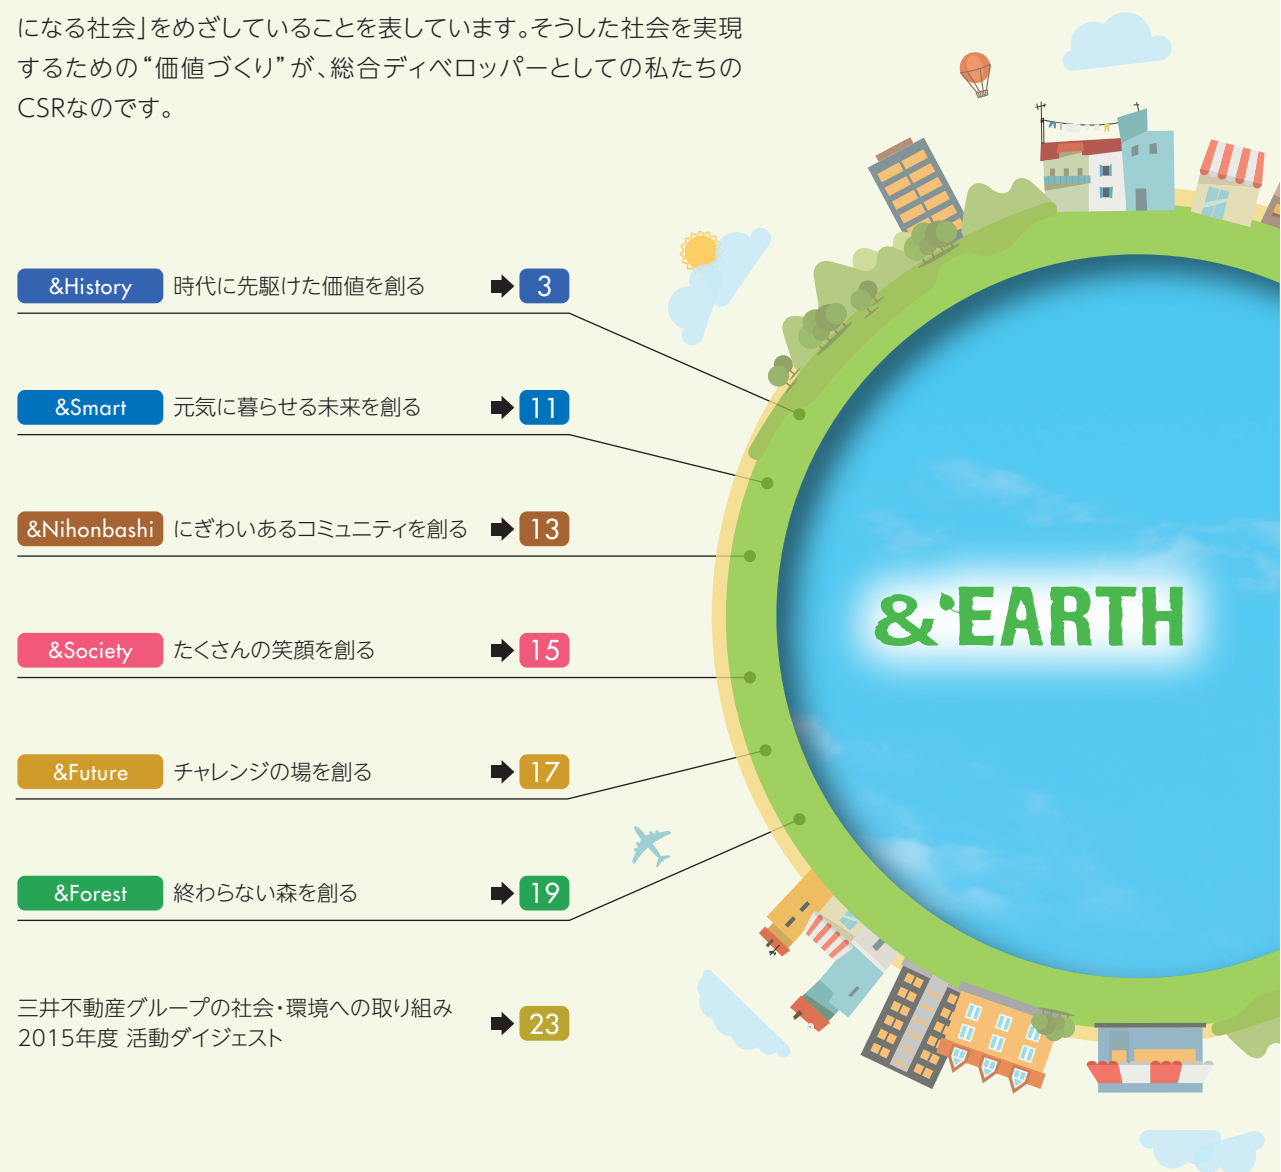 になる社会」をめざしていることを表しています。そうした社会を実現
するための“価値づくり”が、総合ディベロッパーとしての私たちの
CSRなのです。
&History 時代に先駆けた価値を創る 3
&Smart 元気に暮らせる未来を創る 11
&Nihonbashi にぎわいあるコミュニティを創る 13
&EARTH
&Society たくさんの笑顔を創る 15
&Future チャレンジの場を創る 17
&Forest 終わらない森を創る 19
三井不動産グループの社会・環境への取り組み
2015年度 活動ダイジェスト 23